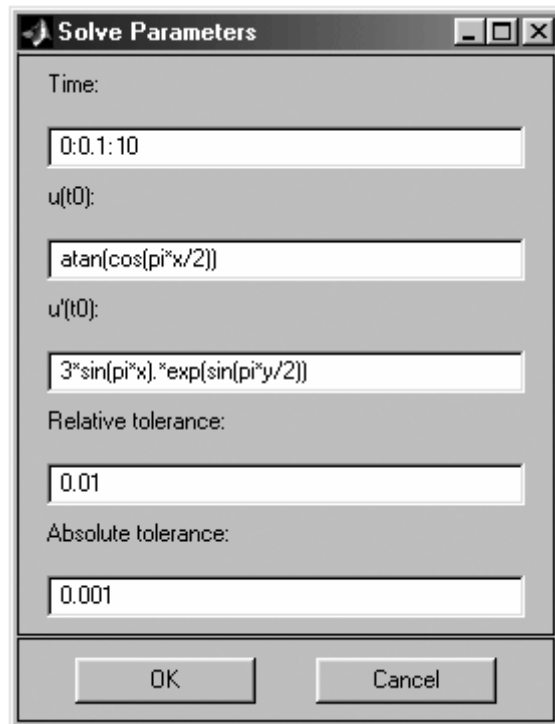 Solve Parameters
Time:
0:0.1:10
u(t0):
atan(cos(pi*x/2))
u'(t0):
3*sin(pi*x).*exp(sin(pi*y/2))
Relative tolerance:
0.01
Absolute tolerance:
0.001
OK Cancel